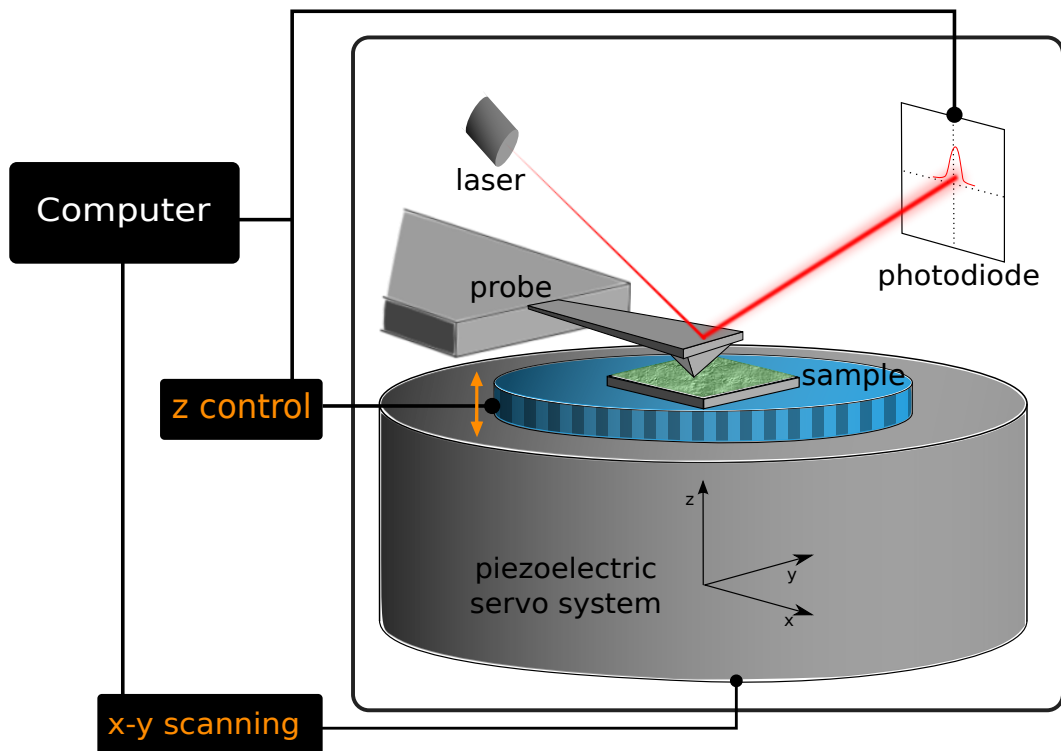 laser
Computer
photodiode
probe
sample
z control
z
piezoelectric
servo system
y
x
x-y scanning